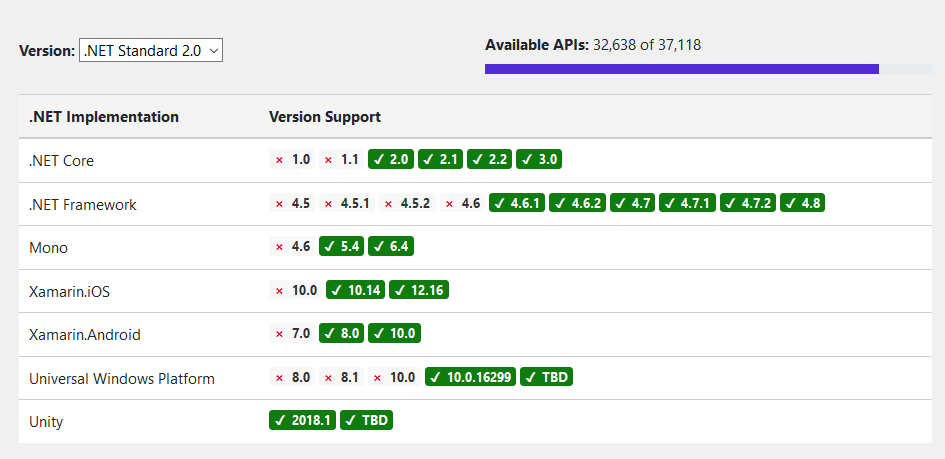 Version: .NET Standard 2.0
Available APIs: 32,638 of 37,118
.NET Implementation Version Support
.NET Core × 1.0 × 1.1 ✓ 2.0 ✓ 2.1 ✓ 2.2 ✓ 3.0
.NET Framework × 4.5 × 4.5.1 × 4.5.2 × 4.6 ✓ 4.6.1 ✓ 4.6.2 ✓ 4.7 ✓ 4.7.1 ✓ 4.7.2 ✓ 4.8
Mono × 4.6 ✓ 5.4 ✓ 6.4
Xamarin.iOS × 10.0 ✓ 10.14 ✓ 12.16
Xamarin.Android × 7.0 ✓ 8.0 ✓ 10.0
Universal Windows Platform × 8.0 × 8.1 × 10.0 ✓ 10.0.16299 ✓ TBD
Unity ✓ 2018.1 ✓ TBD